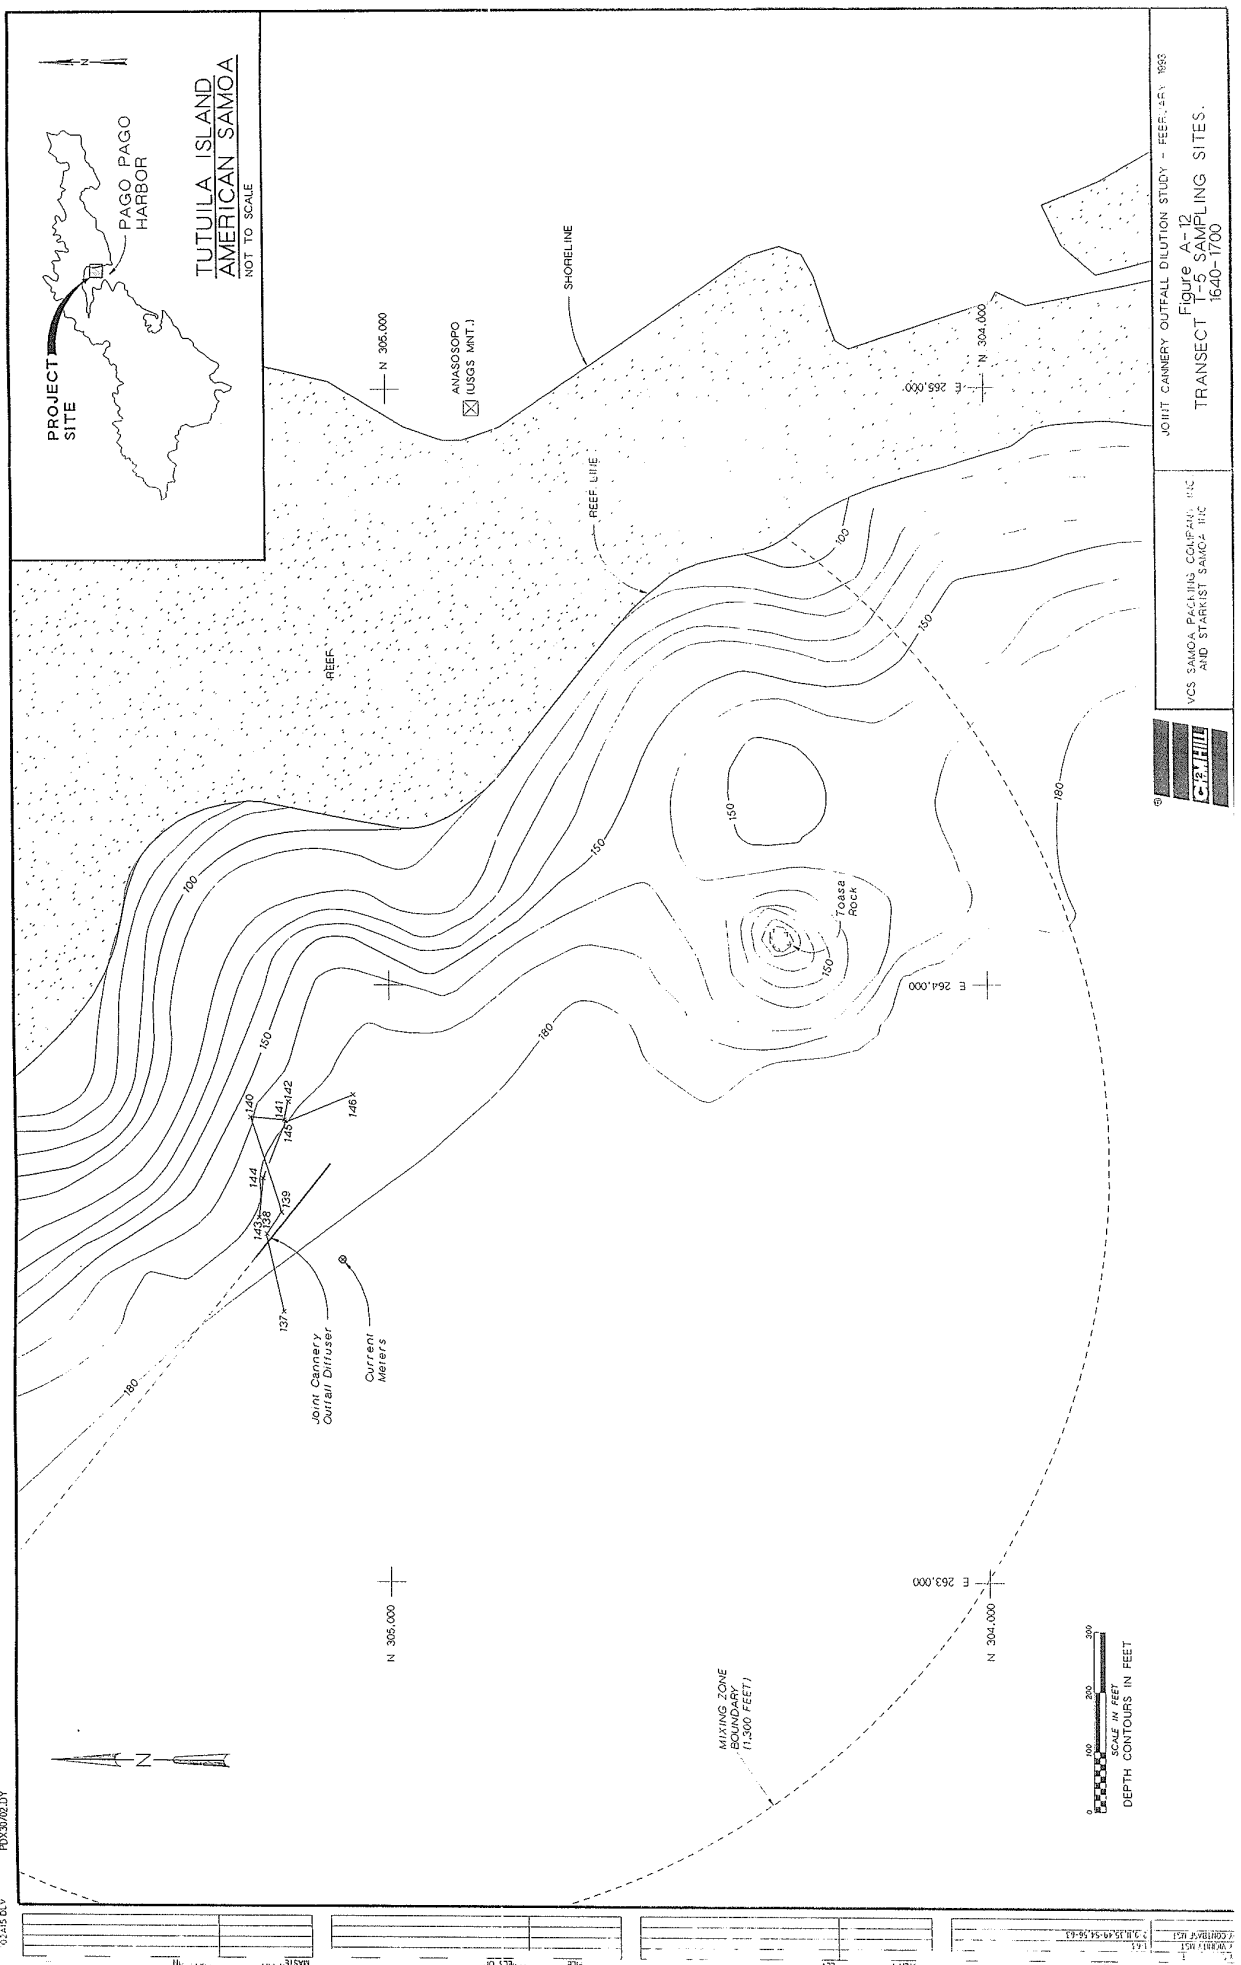 N
PROJECT
SITE
PAGO PAGO
HARBOR
TUTUILA ISLAND
AMERICAN SAMOA
NOT TO SCALE
N 305,000
ANASOSOPO
(USGS MNT.)
SHORELINE
N 304,000
E 265,000
REEF LINE
REEF
100
150
100
150
150
180
150
Toasa
Rock
150
180
E 264,000
140
141
142
144
145
146
143
138
139
137
180
Joint Cannery
Outfall Diffuser
Current
Meters
N 305,000
E 263,000
N 304,000
MIXING ZONE
BOUNDARY
(1,300 FEET)
N
0 100 200 300
SCALE IN FEET
DEPTH CONTOURS IN FEET
CH2M HILL
VCS SAMOA PACKING COMPANY, INC
AND STARKIST SAMOA INC
JOINT CANNERY OUTFALL DILUTION STUDY - FEBRUARY 1993
Figure A-12
TRANSECT T-5 SAMPLING SITES.
1640-1700